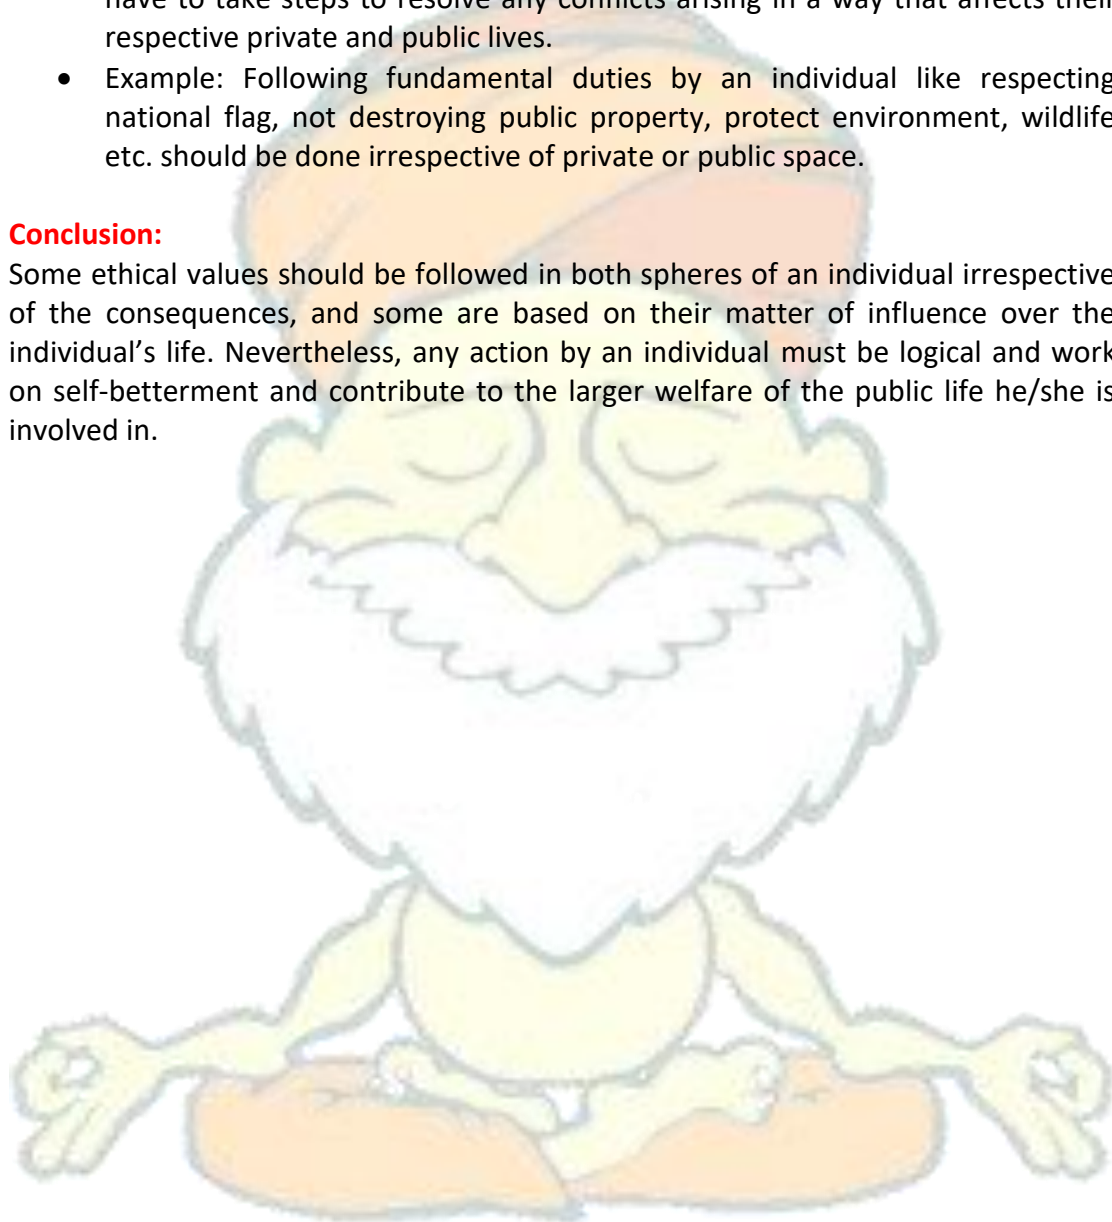 have to take steps to resolve any conflicts arising in a way that affects their
respective private and public lives.
• Example: Following fundamental duties by an individual like respecting
national flag, not destroying public property, protect environment, wildlife
etc. should be done irrespective of private or public space.
Conclusion:
Some ethical values should be followed in both spheres of an individual irrespective
of the consequences, and some are based on their matter of influence over the
individual's life. Nevertheless, any action by an individual must be logical and work
on self-betterment and contribute to the larger welfare of the public life he/she is
involved in.